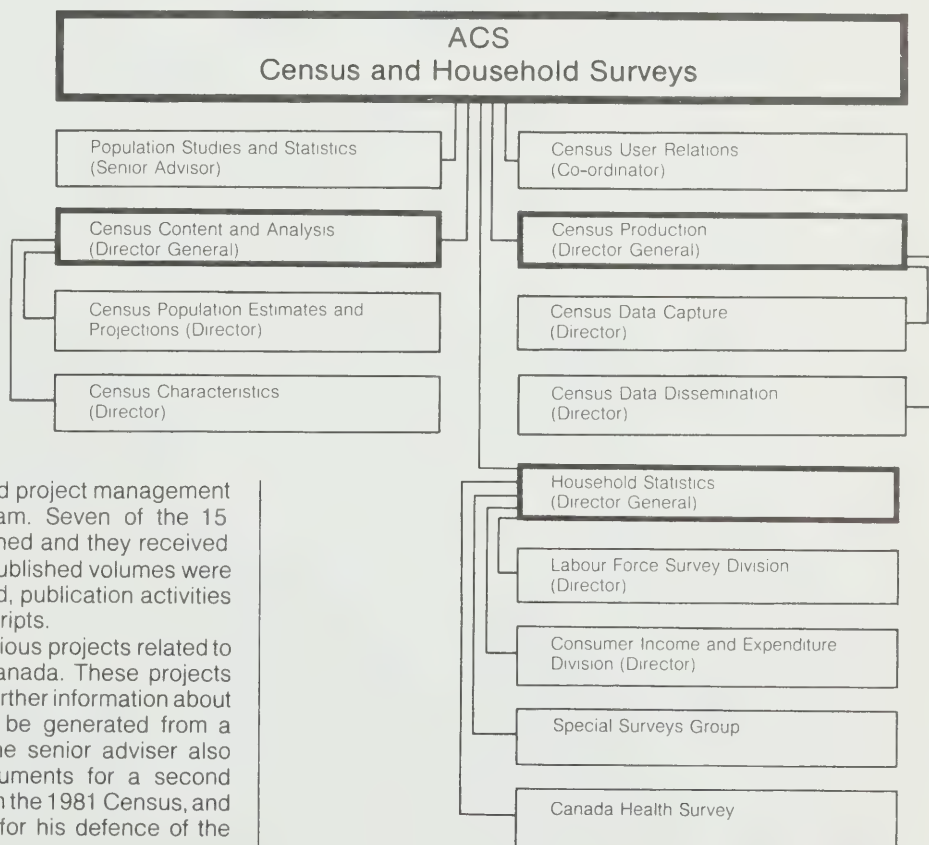 ACS
Census and Household Surveys
Population Studies and Statistics
(Senior Advisor)
Census User Relations
(Co-ordinator)
Census Content and Analysis
(Director General)
Census Production
(Director General)
Census Population Estimates and
Projections (Director)
Census Data Capture
(Director)
Census Characteristics
(Director)
Census Data Dissemination
(Director)
Household Statistics
(Director General)
Labour Force Survey Division
(Director)
Consumer Income and Expenditure
Division (Director)
Special Surveys Group
Canada Health Survey
d project management
am. Seven of the 15
ned and they received
ublished volumes were
d, publication activities
ripts.
ious projects related to
anada. These projects
rther information about
be generated from a
ne senior adviser also
uments for a second
n the 1981 Census, and
for his defence of the